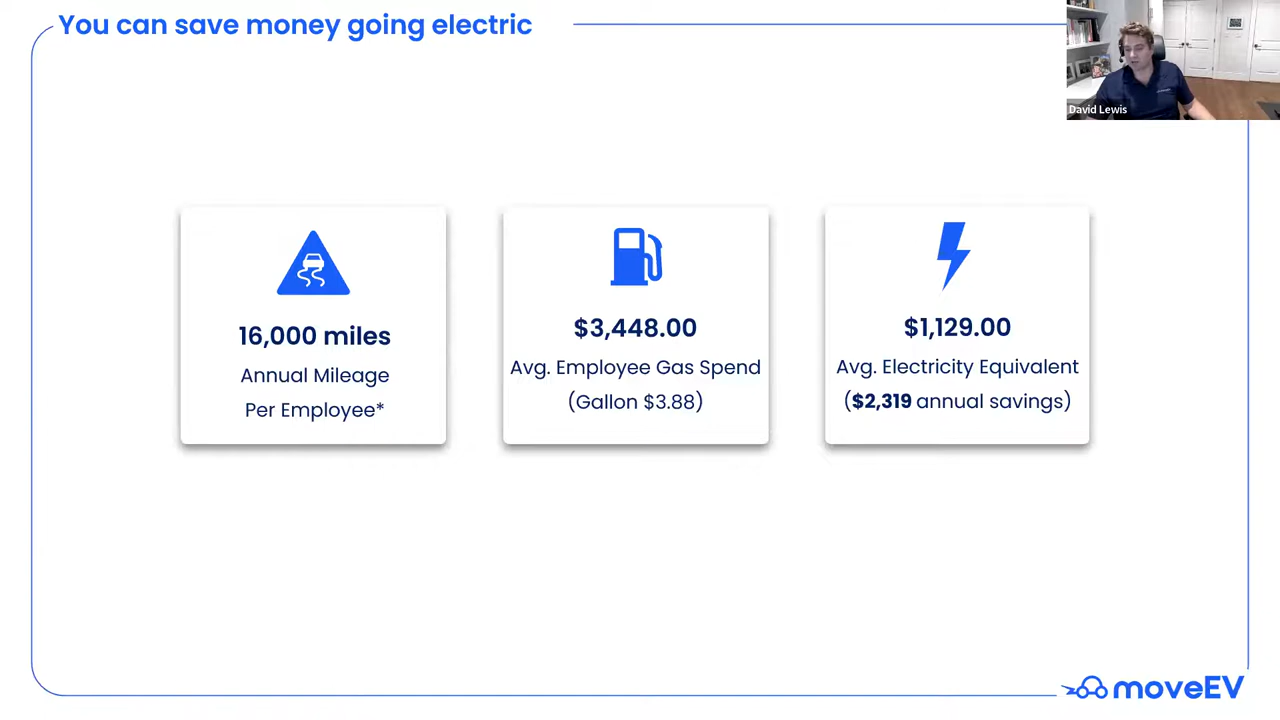 You can save money going electric
David Lewis
16,000 miles
Annual Mileage
Per Employee*
$3,448.00
Avg. Employee Gas Spend
(Gallon $3.88)
$1,129.00
Avg. Electricity Equivalent
($2,319 annual savings)
moveEV